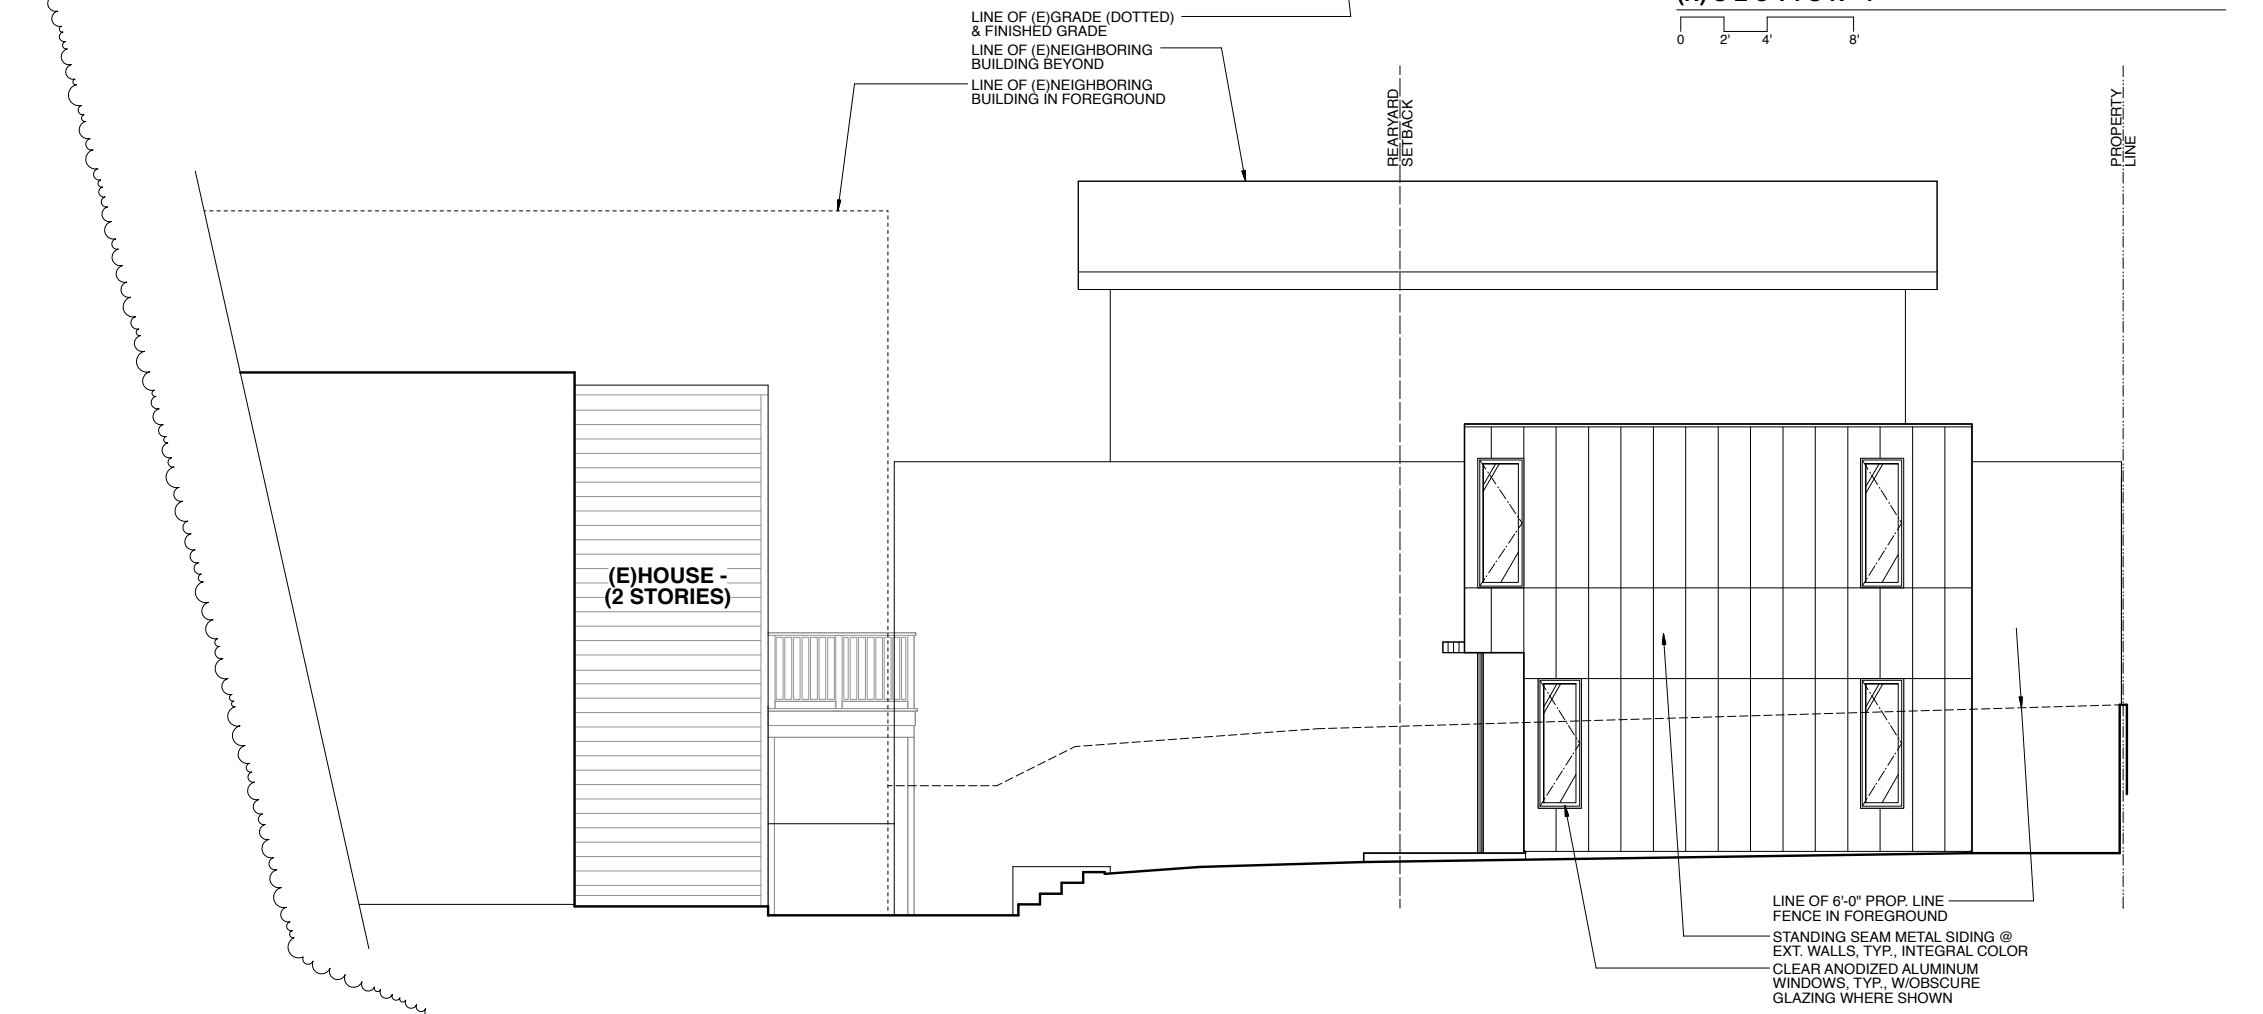 LINE OF (E)GRADE (DOTTED)
& FINISHED GRADE
LINE OF (E)NEIGHBORING
BUILDING BEYOND
LINE OF (E)NEIGHBORING
BUILDING IN FOREGROUND
0 2' 4' 8'
REARYARD
SETBACK
PROPERTY
LINE
(E)HOUSE -
(2 STORIES)
LINE OF 6'-0" PROP. LINE
FENCE IN FOREGROUND
STANDING SEAM METAL SIDING @
EXT. WALLS, TYP., INTEGRAL COLOR
CLEAR ANODIZED ALUMINUM
WINDOWS, TYP., W/OBSCURE
GLAZING WHERE SHOWN